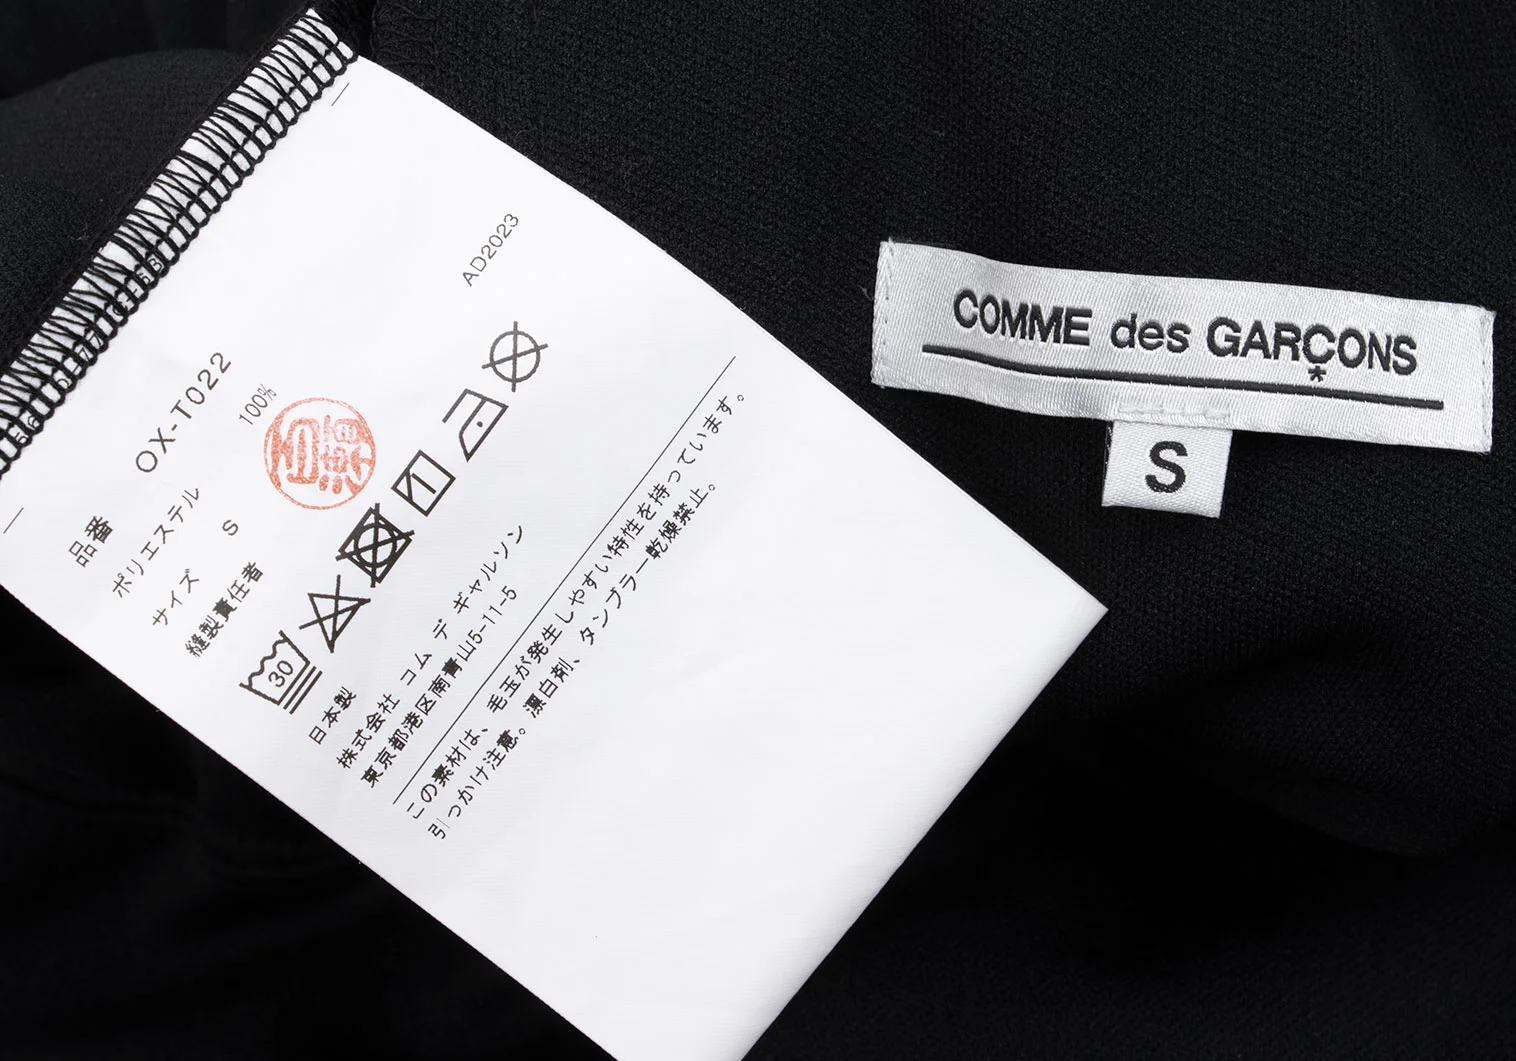 AD2023
品番 OX-T022
ポリエステル 100%
サイズ S
縫製責任者
30
日本製
株式会社 コム デ ギャルソン
東京都港区南青山5-11-5
この素材は、毛玉が発生しやすい特性を持っています。
引っかけ注意。漂白剤、タンブラー乾燥禁止。
COMME des GARÇONS
*
S